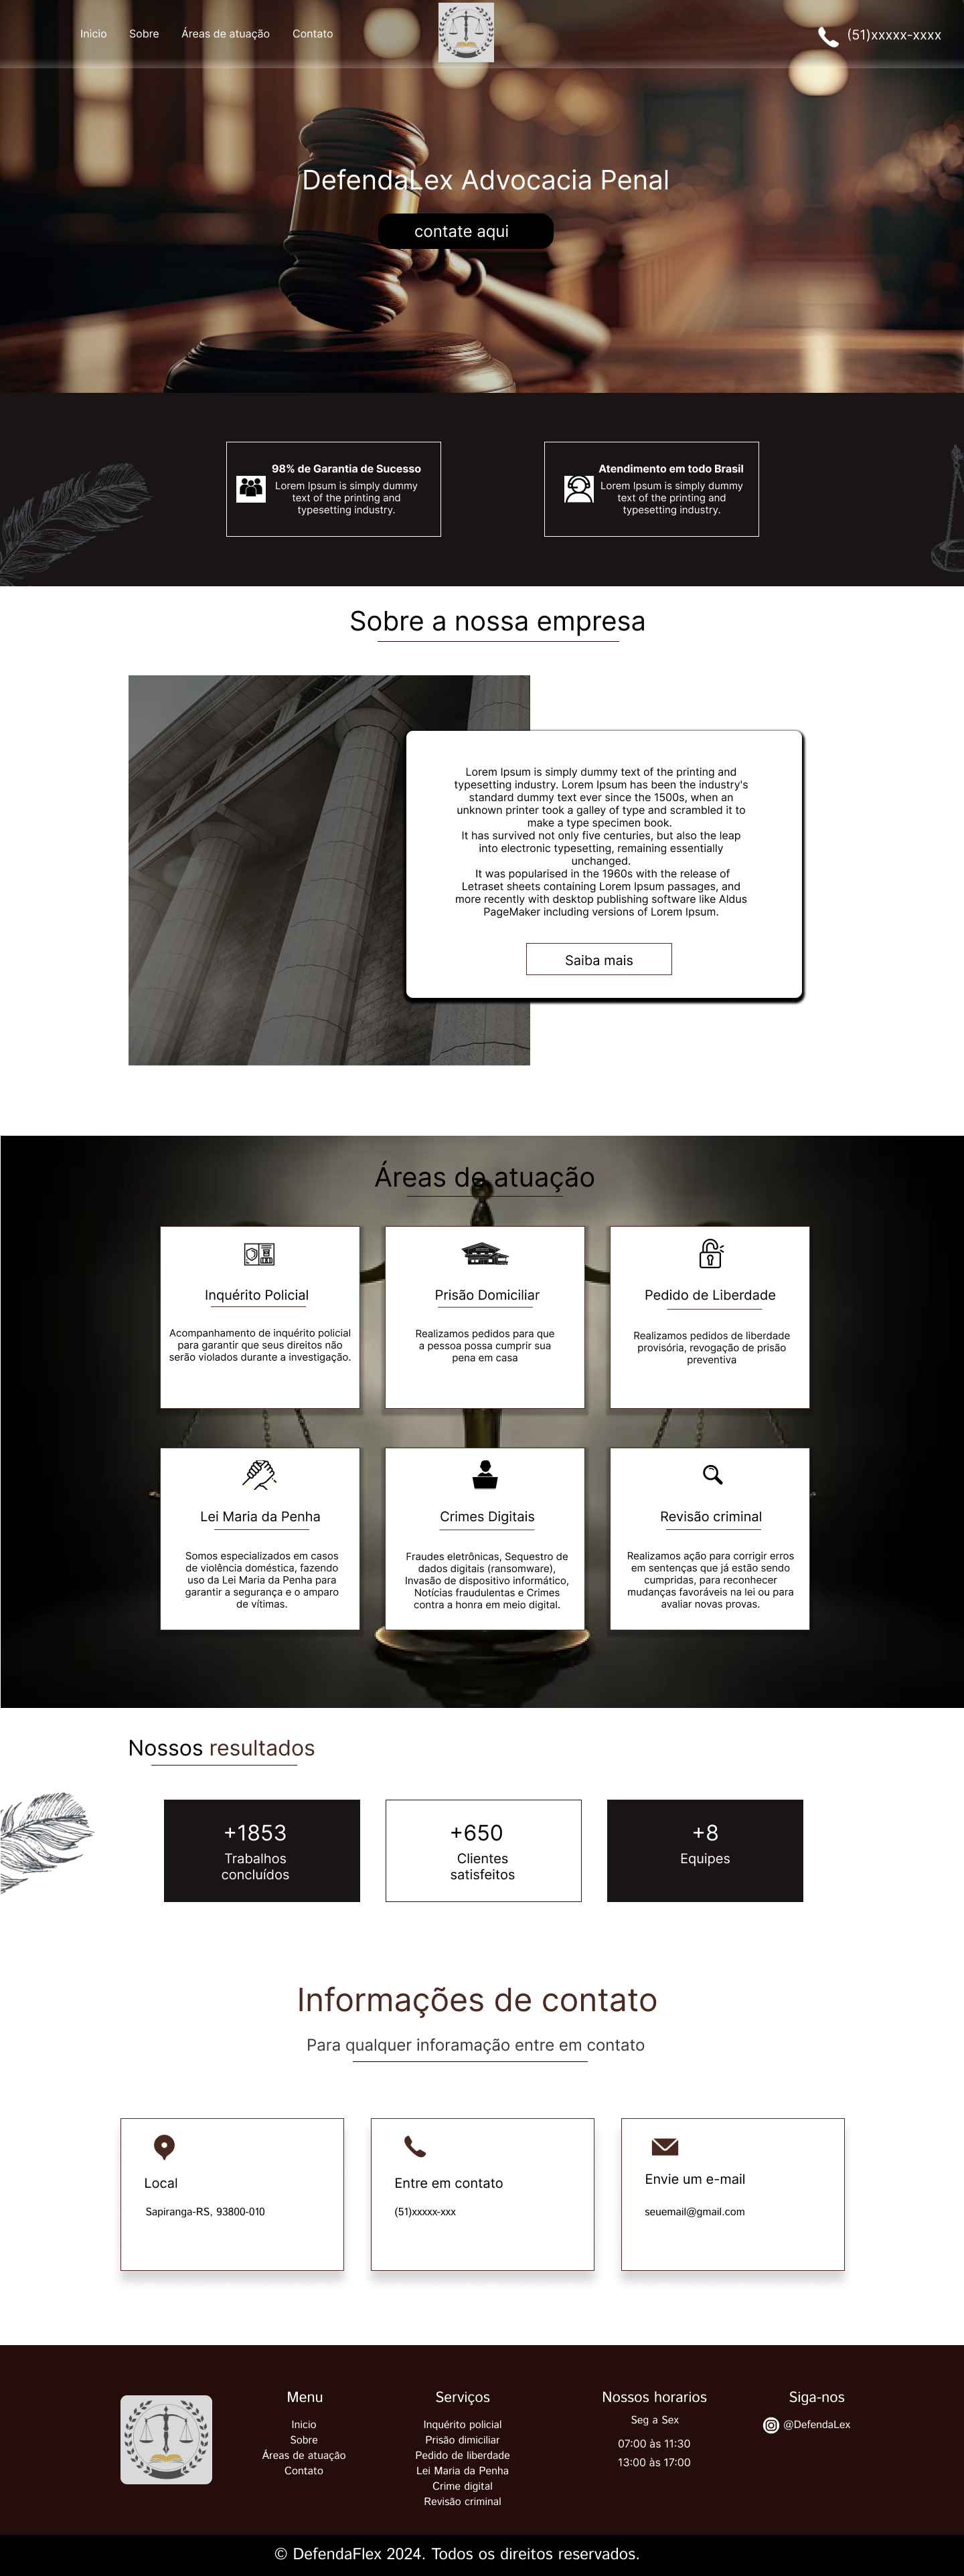 Inicio Sobre Áreas de atuação Contato
(51)xxxxx-xxxx
DefendaLex Advocacia Penal
contate aqui
98% de Garantia de Sucesso
Lorem Ipsum is simply dummy
text of the printing and
typesetting industry.
Atendimento em todo Brasil
Lorem Ipsum is simply dummy
text of the printing and
typesetting industry.
Sobre a nossa empresa
Lorem Ipsum is simply dummy text of the printing and
typesetting industry. Lorem Ipsum has been the industry's
standard dummy text ever since the 1500s, when an
unknown printer took a galley of type and scrambled it to
make a type specimen book.
It has survived not only five centuries, but also the leap
into electronic typesetting, remaining essentially
unchanged.
It was popularised in the 1960s with the release of
Letraset sheets containing Lorem Ipsum passages, and
more recently with desktop publishing software like Aldus
PageMaker including versions of Lorem Ipsum.
Saiba mais
Áreas de atuação
Inquérito Policial
Acompanhamento de inquérito policial
para garantir que seus direitos não
serão violados durante a investigação.
Prisão Domiciliar
Realizamos pedidos para que
a pessoa possa cumprir sua
pena em casa
Pedido de Liberdade
Realizamos pedidos de liberdade
provisória, revogação de prisão
preventiva
Lei Maria da Penha
Somos especializados em casos
de violência doméstica, fazendo
uso da Lei Maria da Penha para
garantir a segurança e o amparo
de vítimas.
Crimes Digitais
Fraudes eletrônicas, Sequestro de
dados digitais (ransomware),
Invasão de dispositivo informático,
Notícias fraudulentas e Crimes
contra a honra em meio digital.
Revisão criminal
Realizamos ação para corrigir erros
em sentenças que já estão sendo
cumpridas, para reconhecer
mudanças favoráveis na lei ou para
avaliar novas provas.
Nossos resultados
+1853
Trabalhos
concluídos
+650
Clientes
satisfeitos
+8
Equipes
Informações de contato
Para qualquer inforamação entre em contato
Local
Sapiranga-RS, 93800-010
Entre em contato
(51)xxxxx-xxx
Envie um e-mail
seuemail@gmail.com
Menu
Inicio
Sobre
Áreas de atuação
Contato
Serviços
Inquérito policial
Prisão dimiciliar
Pedido de liberdade
Lei Maria da Penha
Crime digital
Revisão criminal
Nossos horarios
Seg a Sex
07:00 às 11:30
13:00 às 17:00
Siga-nos
@DefendaLex
© DefendaFlex 2024. Todos os direitos reservados.